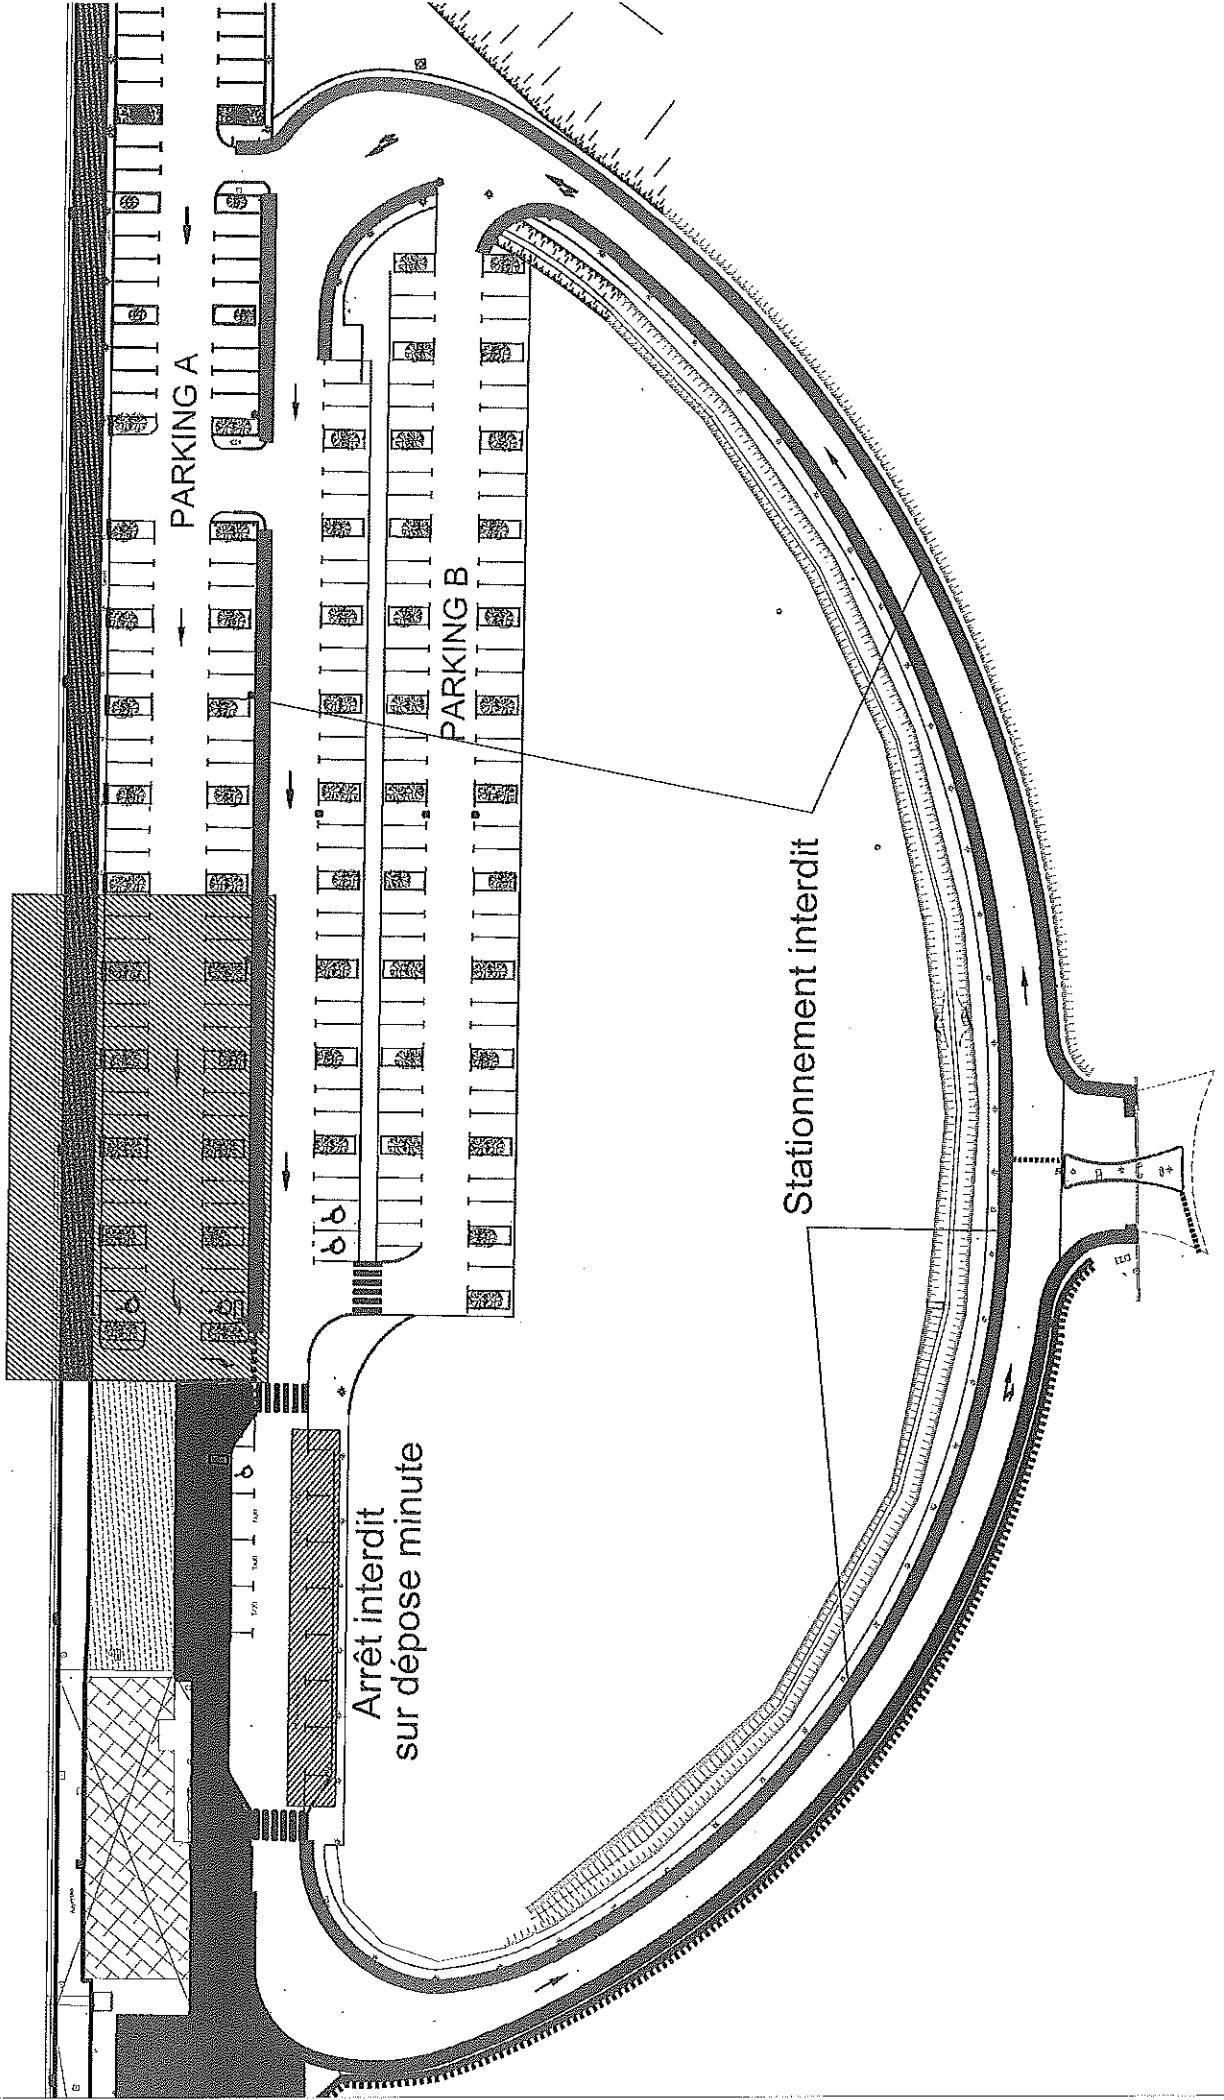 PARKING A
PARKING B
Stationnement interdit
Arrêt interdit
sur dépose minute